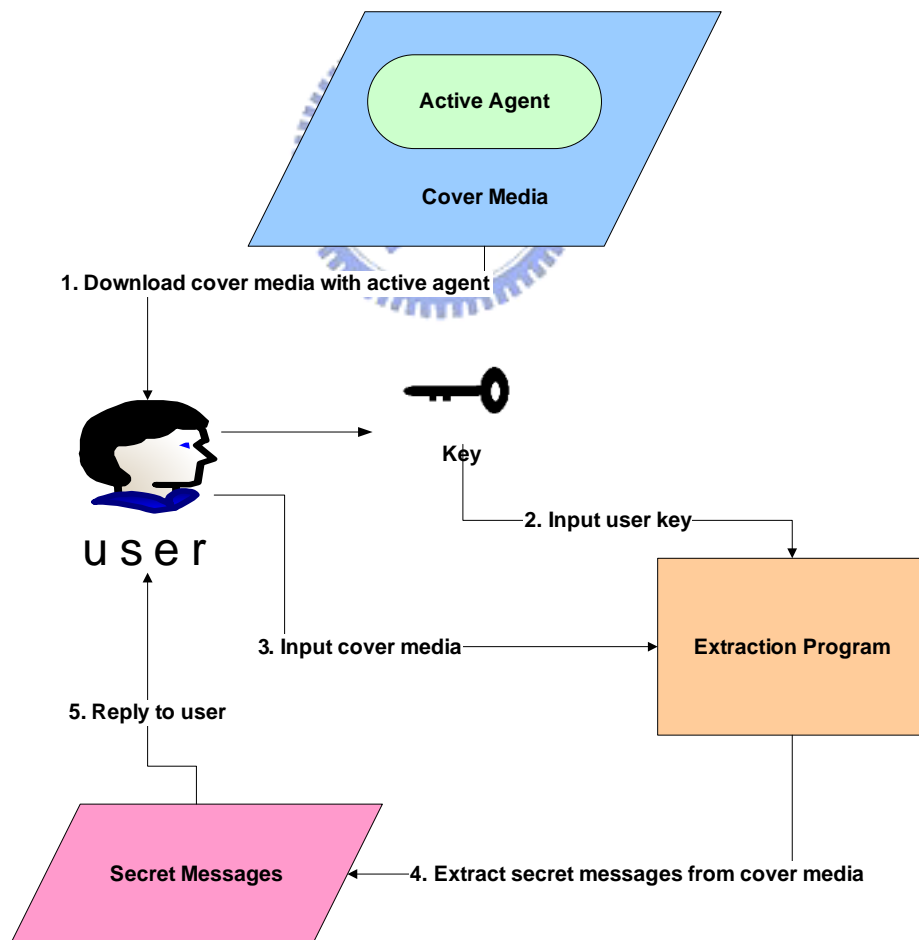 Active Agent
Cover Media
1. Download cover media with active agent
Key
2. Input user key
user
3. Input cover media
Extraction Program
5. Reply to user
Secret Messages
4. Extract secret messages from cover media